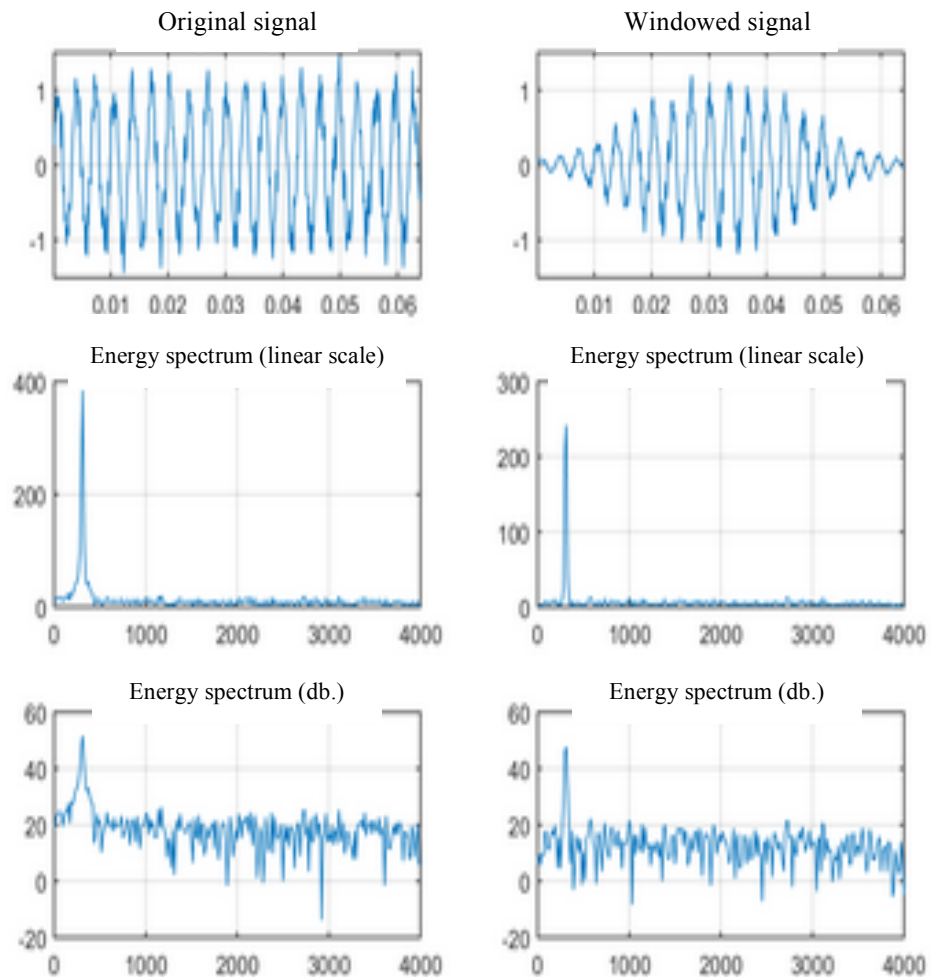 Original signal
Windowed signal
1
0
-1
0.01 0.02 0.03 0.04 0.05 0.06
1
0
-1
0.01 0.02 0.03 0.04 0.05 0.06
Energy spectrum (linear scale)
Energy spectrum (linear scale)
400
200
0
0 1000 2000 3000 4000
300
200
100
0
0 1000 2000 3000 4000
Energy spectrum (db.)
Energy spectrum (db.)
60
40
20
0
-20
0 1000 2000 3000 4000
60
40
20
0
-20
0 1000 2000 3000 4000